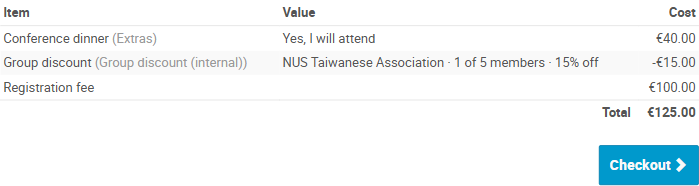 Item Value Cost
Conference dinner (Extras) Yes, I will attend €40.00
Group discount (Group discount (internal)) NUS Taiwanese Association · 1 of 5 members · 15% off -€15.00
Registration fee €100.00
Total €125.00
Checkout